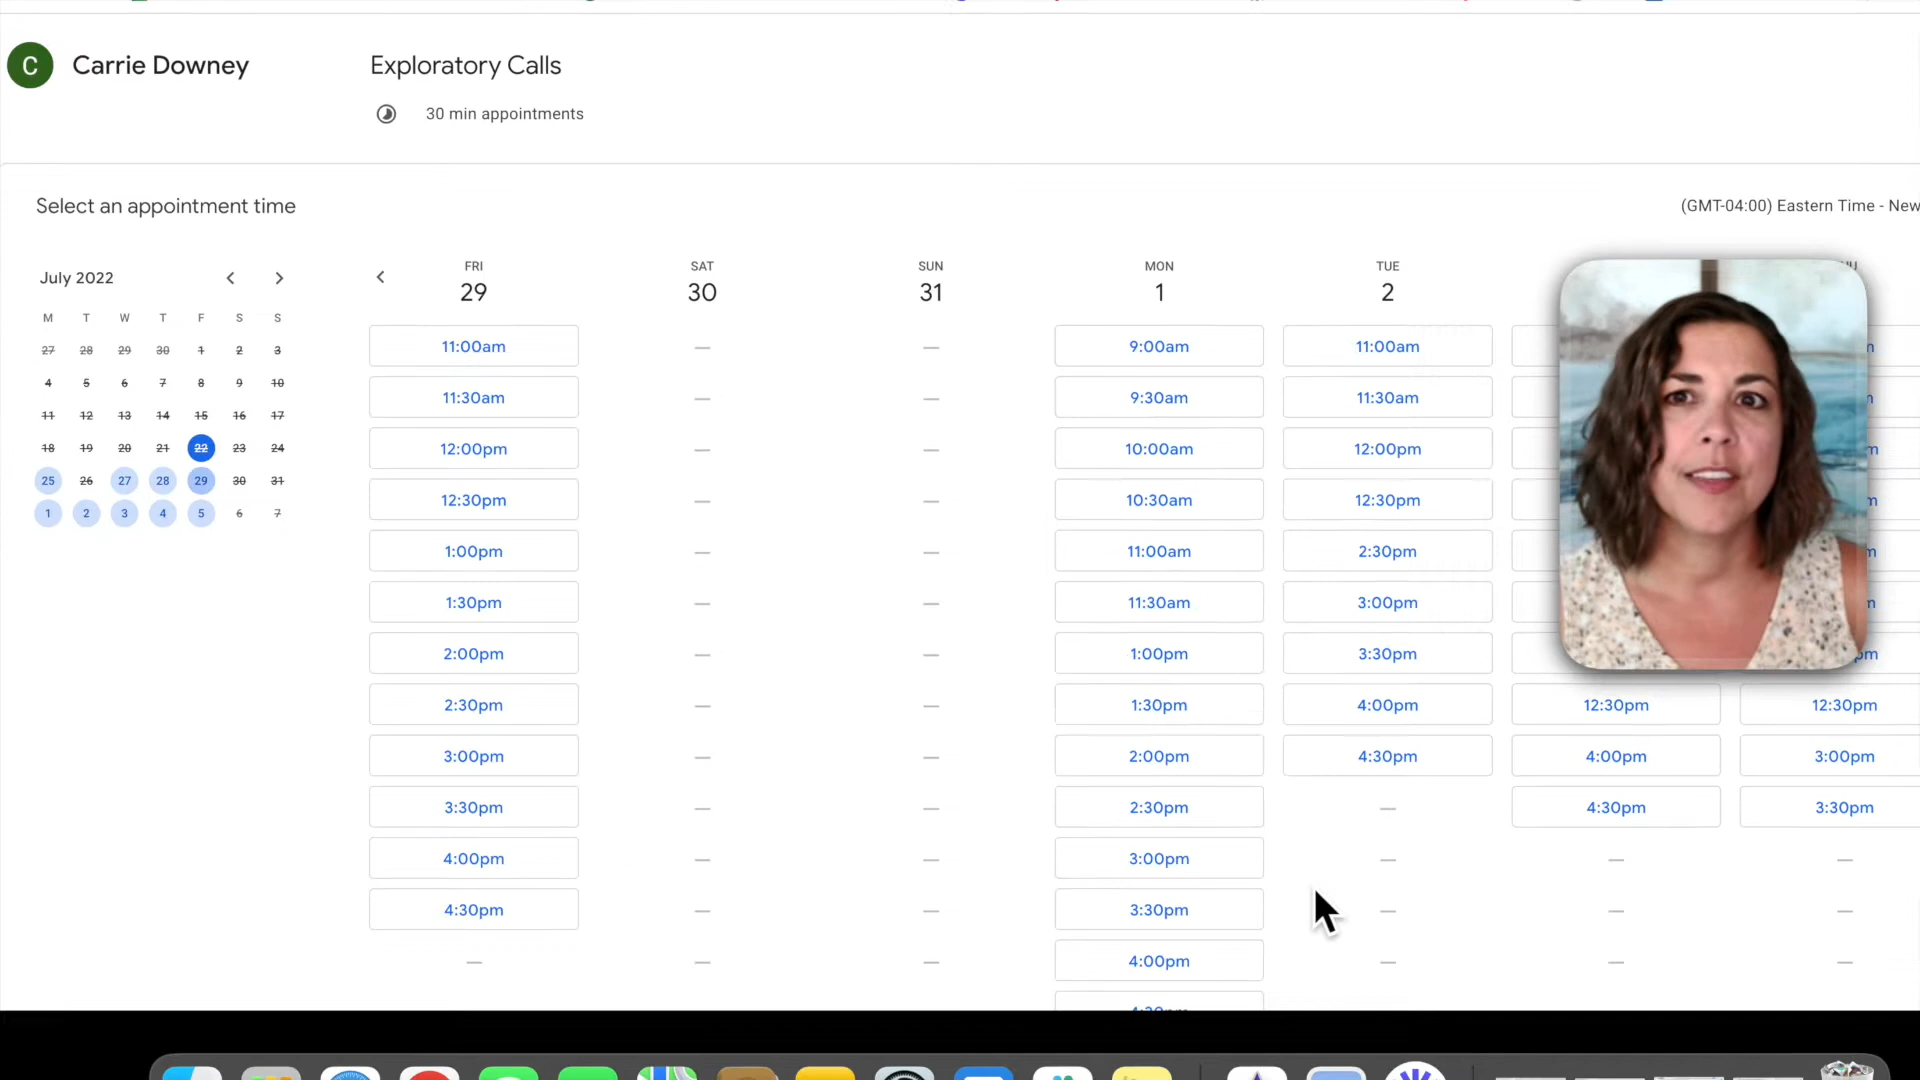 C Carrie Downey
Exploratory Calls
30 min appointments
Select an appointment time
(GMT-04:00) Eastern Time - New
July 2022
M T W T F S S
27 28 29 30 1 2 3
4 5 6 7 8 9 10
11 12 13 14 15 16 17
18 19 20 21 22 23 24
25 26 27 28 29 30 31
1 2 3 4 5 6 7
FRI SAT SUN MON TUE
29 30 31 1 2
11:00am — — 9:00am 11:00am
11:30am — — 9:30am 11:30am
12:00pm — — 10:00am 12:00pm
12:30pm — — 10:30am 12:30pm
1:00pm — — 11:00am 2:30pm
1:30pm — — 11:30am 3:00pm
2:00pm — — 1:00pm 3:30pm
2:30pm — — 1:30pm 4:00pm 12:30pm 12:30pm
3:00pm — — 2:00pm 4:30pm 4:00pm 3:00pm
3:30pm — — 2:30pm — 4:30pm 3:30pm
4:00pm — — 3:00pm — — —
4:30pm — — 3:30pm — — —
— — — 4:00pm — — —